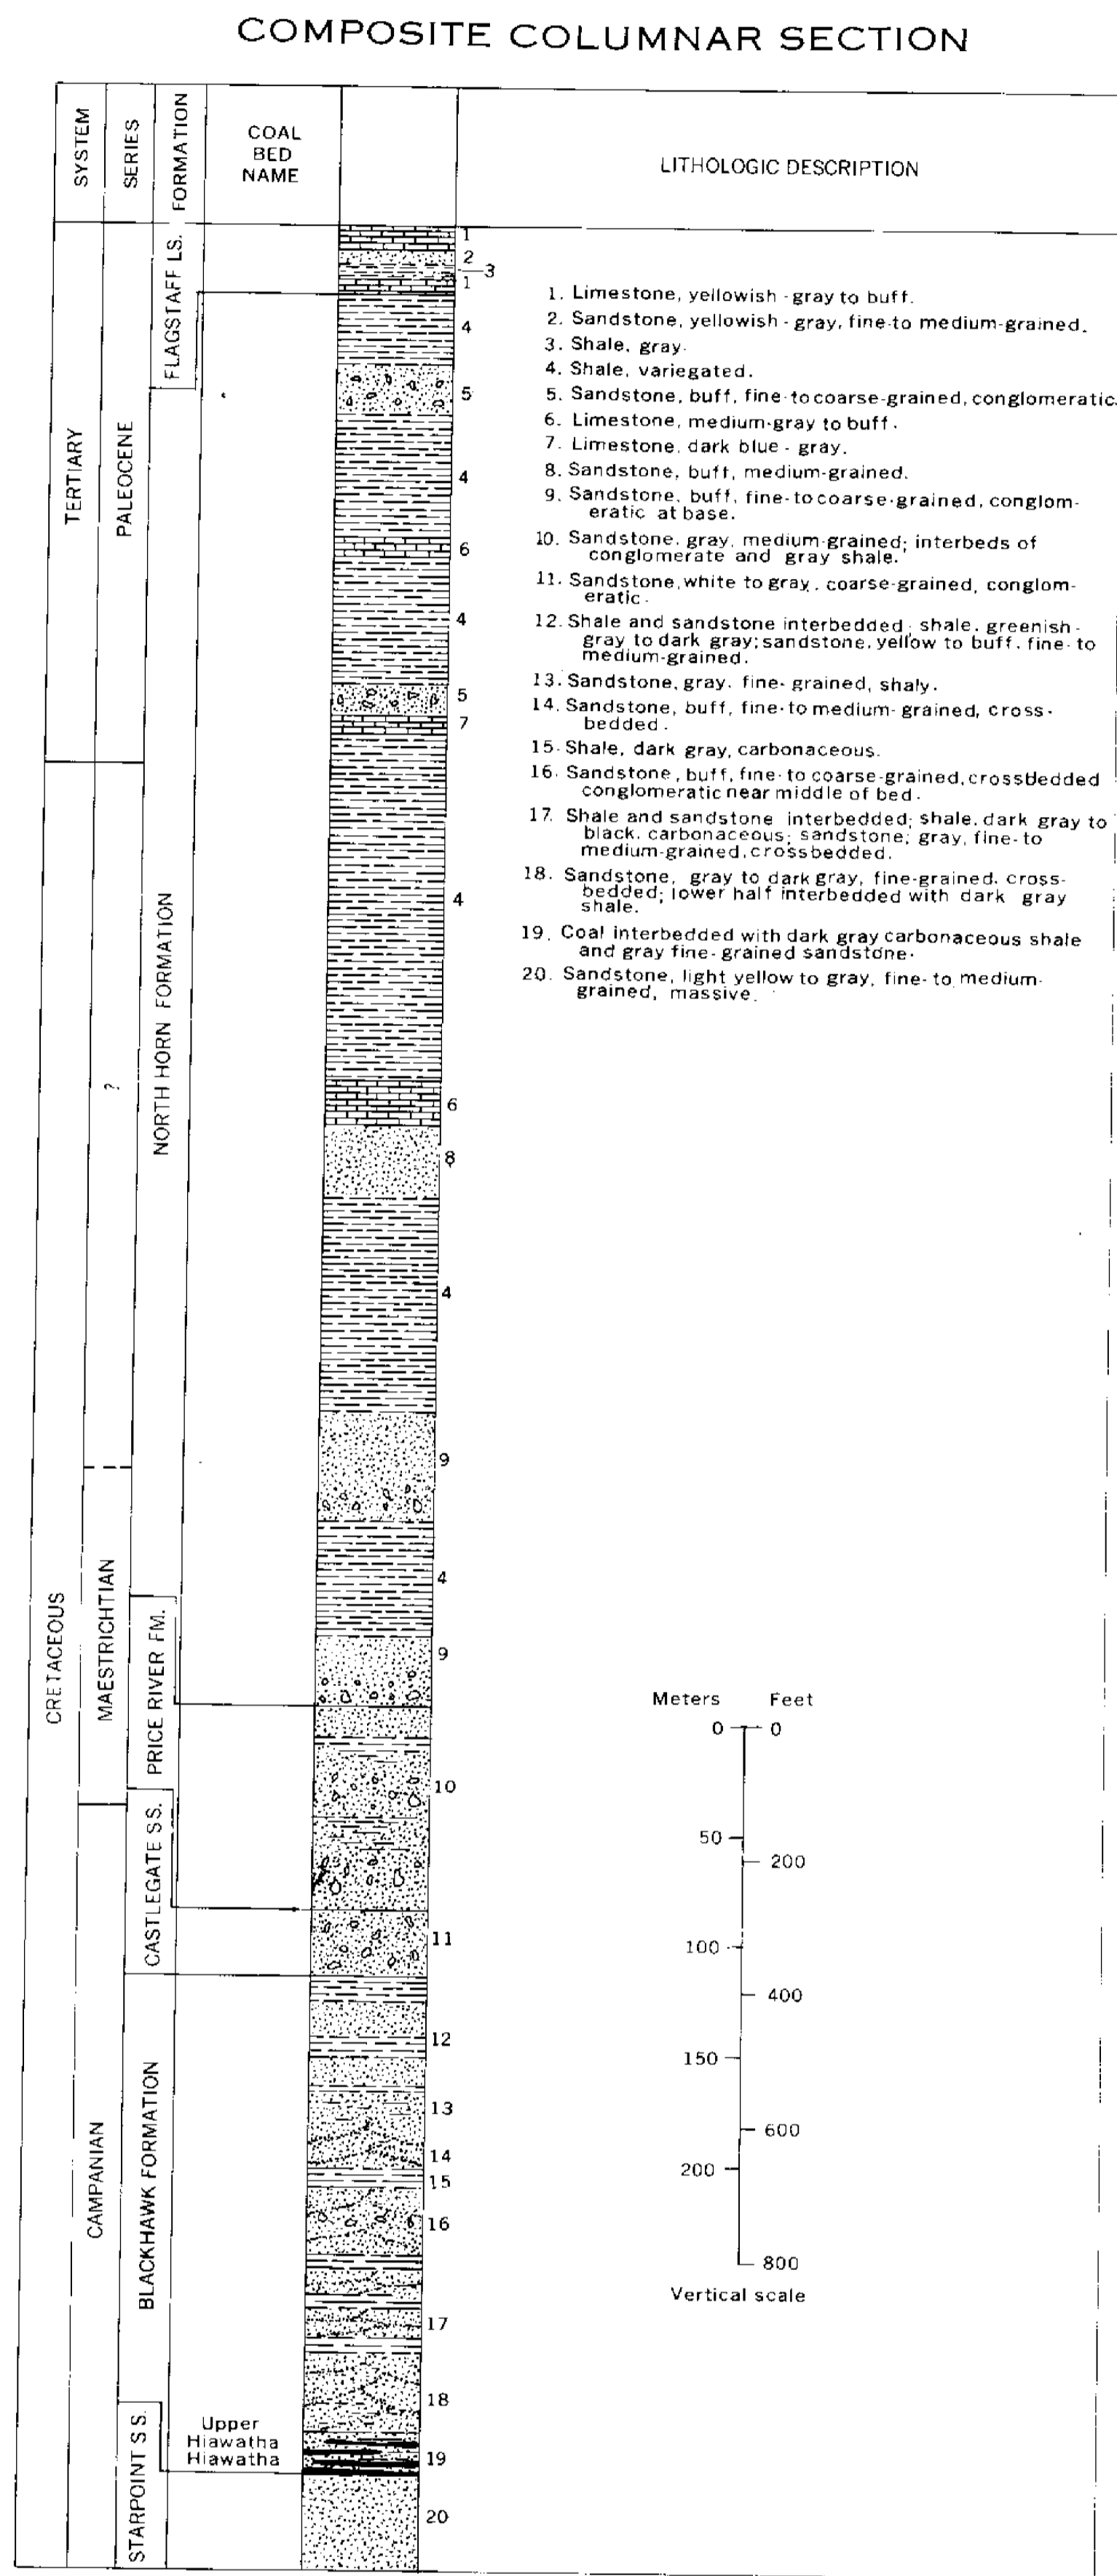 COMPOSITE COLUMNAR SECTION
SYSTEM
SERIES
FORMATION
COAL
BED
NAME
LITHOLOGIC DESCRIPTION
TERTIARY
CRETACEOUS
PALEOCENE
?
MAESTRICHTIAN
CAMPANIAN
FLAGSTAFF LS.
NORTH HORN FORMATION
PRICE RIVER FM.
CASTLEGATE SS.
BLACKHAWK FORMATION
STARPOINT SS.
Upper
Hiawatha
Hiawatha
1
2
3
1
4
5
4
6
4
5
7
4
6
8
4
9
4
9
10
11
12
13
14
15
16
17
18
19
20
1. Limestone, yellowish - gray to buff.
2. Sandstone, yellowish - gray, fine-to medium-grained.
3. Shale, gray.
4. Shale, variegated.
5. Sandstone, buff, fine-to coarse-grained, conglomeratic.
6. Limestone, medium-gray to buff.
7. Limestone, dark blue - gray.
8. Sandstone, buff, medium-grained.
9. Sandstone, buff, fine-to coarse-grained, conglom-
eratic at base.
10. Sandstone, gray, medium-grained; interbeds of
conglomerate and gray shale.
11. Sandstone, white to gray, coarse-grained, conglom-
eratic.
12. Shale and sandstone interbedded; shale, greenish-
gray to dark gray; sandstone, yellow to buff, fine- to
medium-grained.
13. Sandstone, gray, fine-grained, shaly.
14. Sandstone, buff, fine-to medium-grained, cross-
bedded.
15. Shale, dark gray, carbonaceous.
16. Sandstone, buff, fine- to coarse-grained, crossbedded
conglomeratic near middle of bed.
17. Shale and sandstone interbedded; shale, dark gray to
black, carbonaceous; sandstone; gray, fine-to
medium-grained, crossbedded.
18. Sandstone, gray to dark gray, fine-grained, cross-
bedded; lower half interbedded with dark gray
shale.
19. Coal interbedded with dark gray carbonaceous shale
and gray fine-grained sandstone.
20. Sandstone, light yellow to gray, fine- to medium-
grained, massive.
Meters Feet
0 0
50
200
100
400
150
600
200
800
Vertical scale